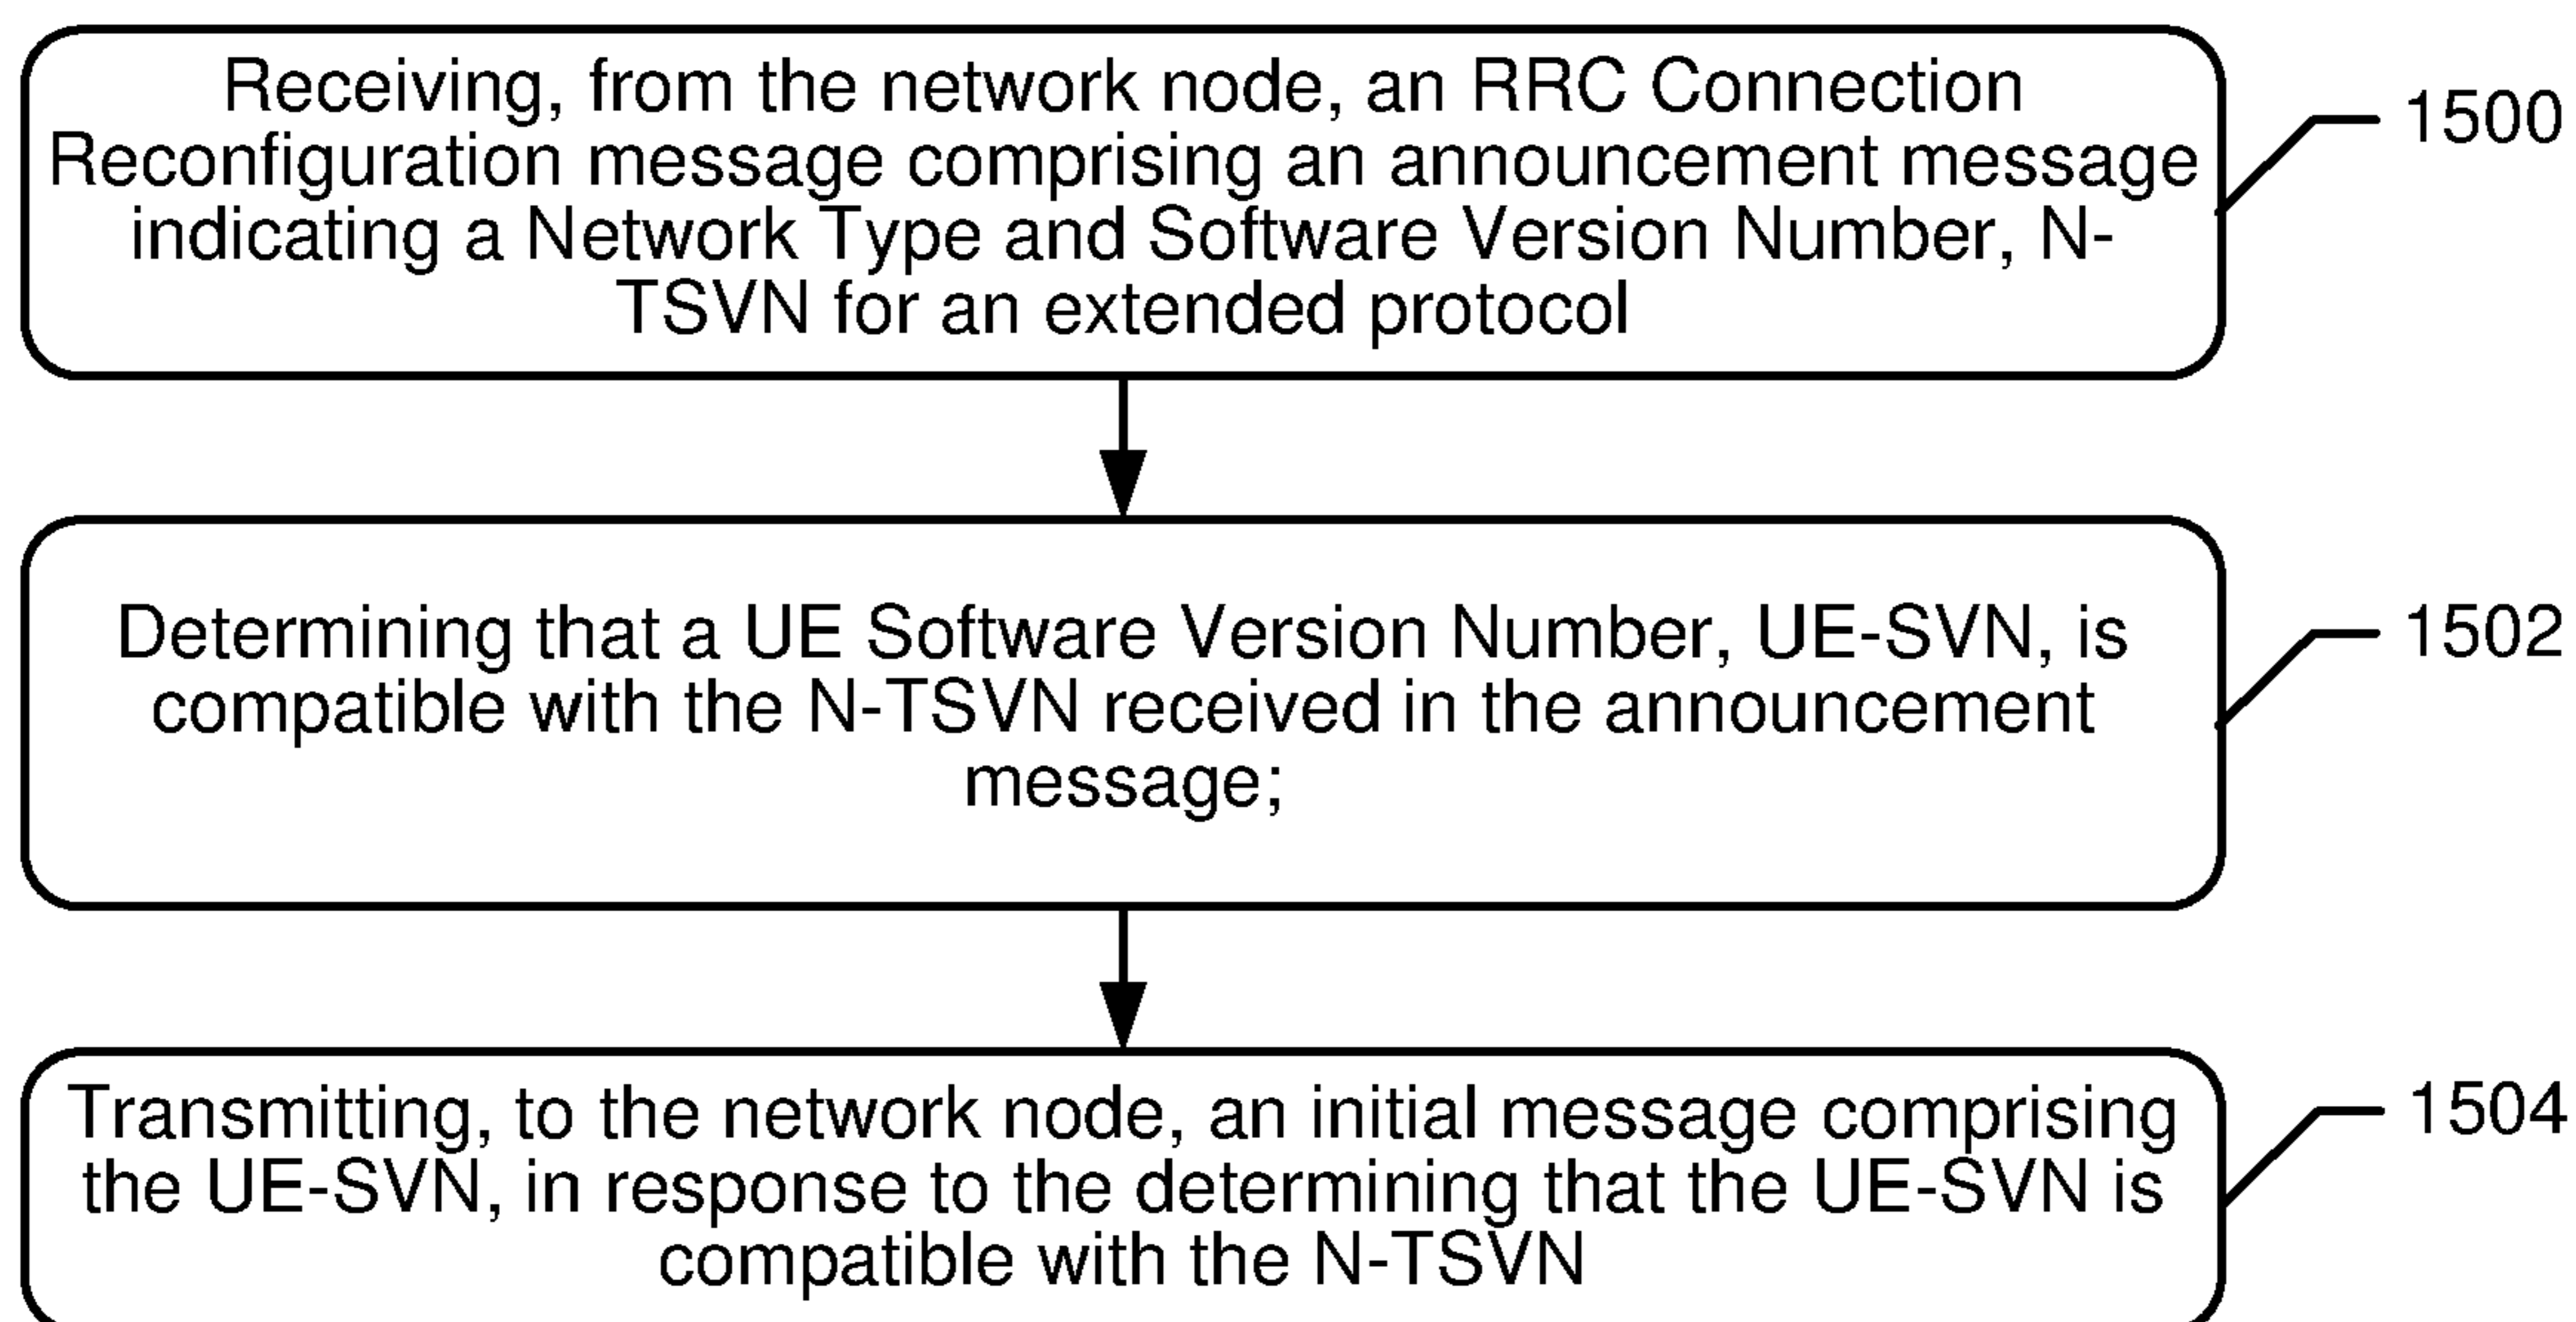 Receiving, from the network node, an RRC Connection
Reconfiguration message comprising an announcement message
indicating a Network Type and Software Version Number, N-
TSVN for an extended protocol
1500
Determining that a UE Software Version Number, UE-SVN, is
compatible with the N-TSVN received in the announcement
message;
1502
Transmitting, to the network node, an initial message comprising
the UE-SVN, in response to the determining that the UE-SVN is
compatible with the N-TSVN
1504